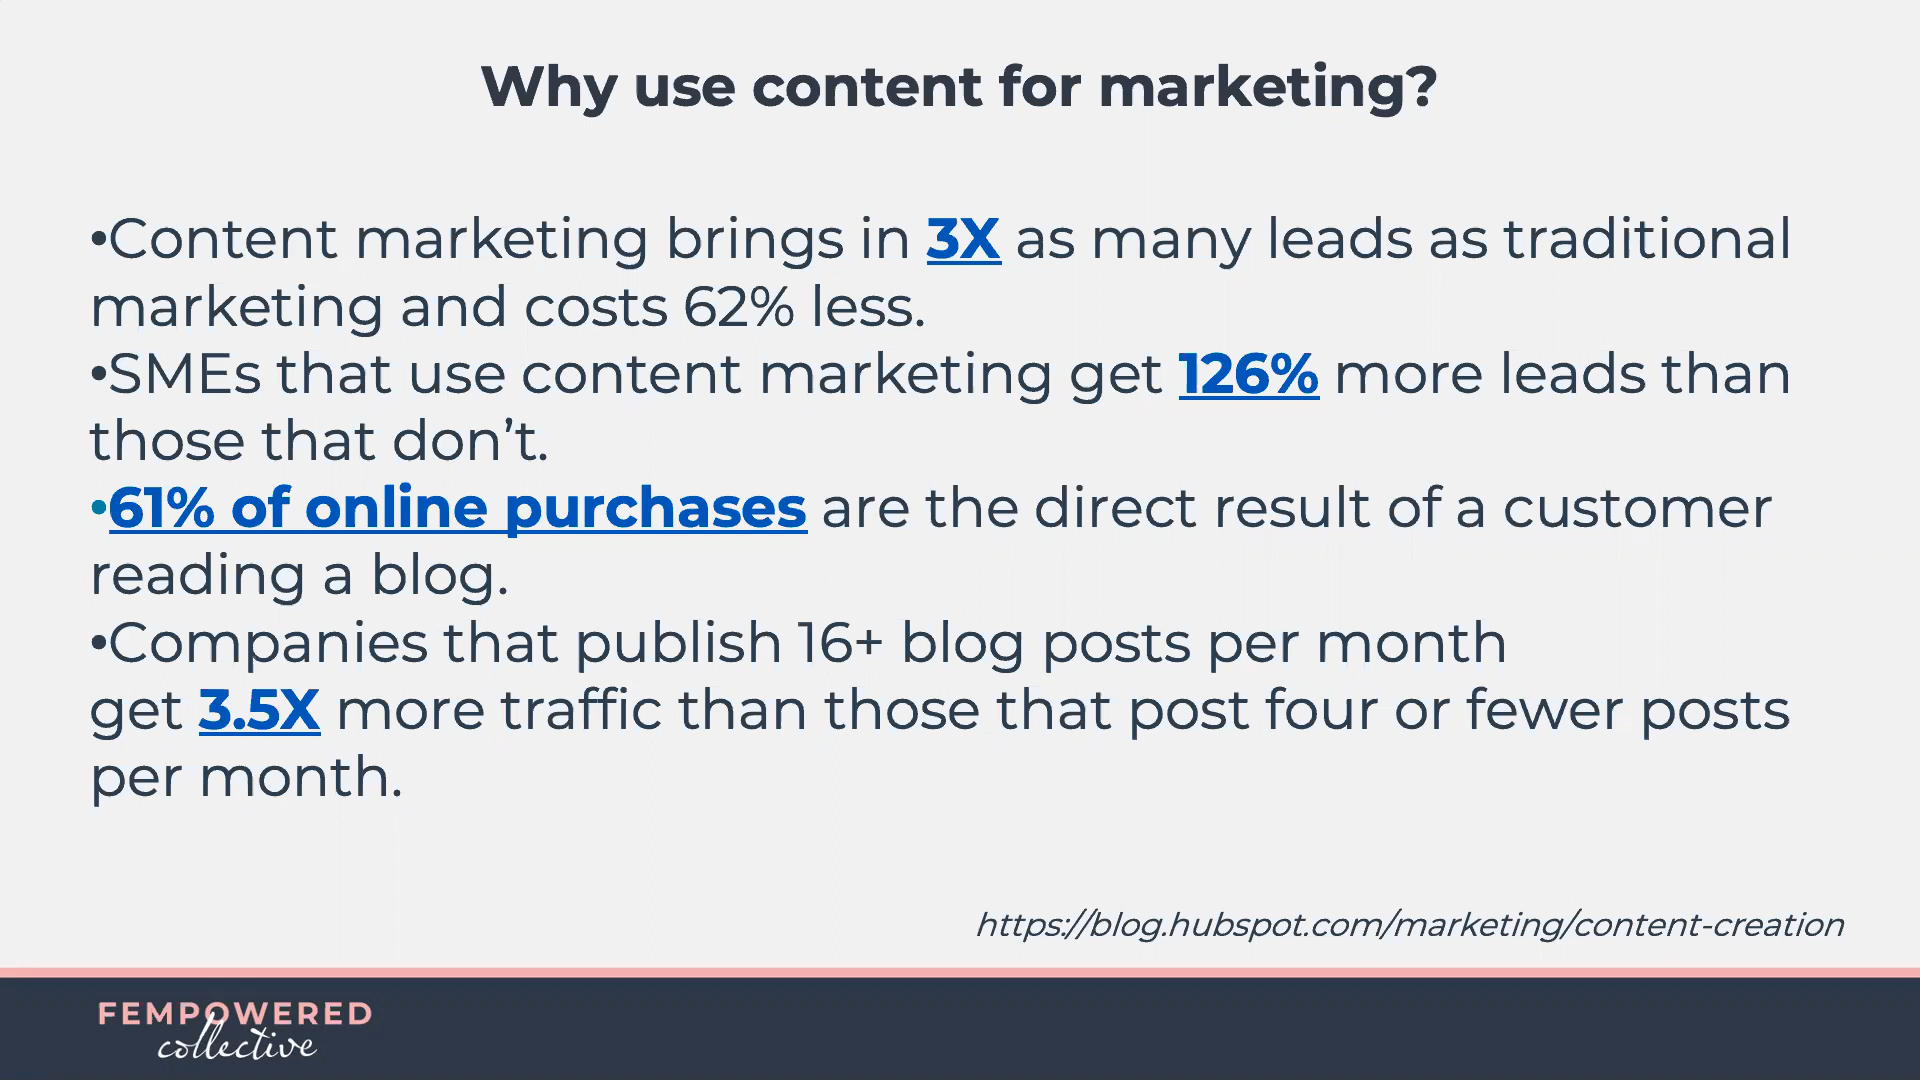 Why use content for marketing?
•Content marketing brings in 3X as many leads as traditional
marketing and costs 62% less.
•SMEs that use content marketing get 126% more leads than
those that don’t.
•61% of online purchases are the direct result of a customer
reading a blog.
•Companies that publish 16+ blog posts per month
get 3.5X more traffic than those that post four or fewer posts
per month.
https://blog.hubspot.com/marketing/content-creation
FEMPOWERED
collective